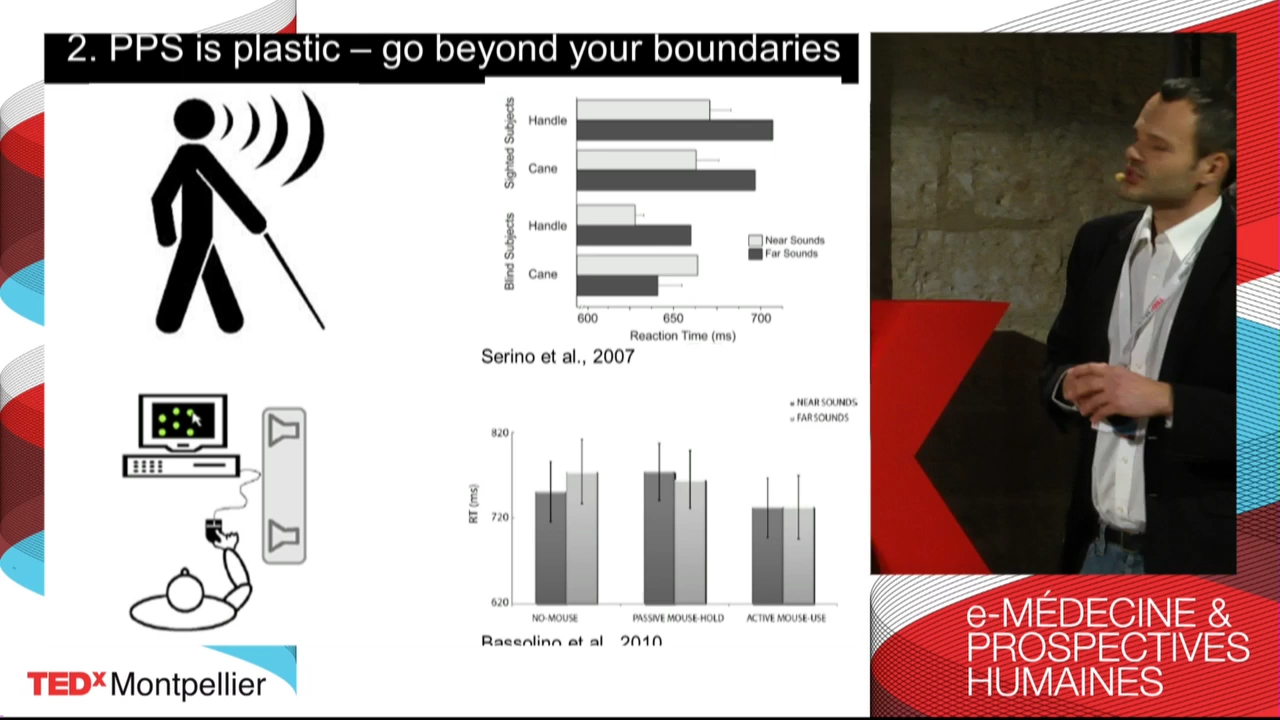 2. PPS is plastic – go beyond your boundaries
Sighted Subjects
Handle
Cane
Blind Subjects
Handle
Cane
Near Sounds
Far Sounds
600 650 700
Reaction Time (ms)
Serino et al., 2007
NEAR SOUNDS
FAR SOUNDS
820
720
620
RT (ms)
NO-MOUSE PASSIVE MOUSE-HOLD ACTIVE MOUSE-USE
Bassolino et al., 2010
TEDx Montpellier
e-MÉDECINE &
PROSPECTIVES
HUMAINES